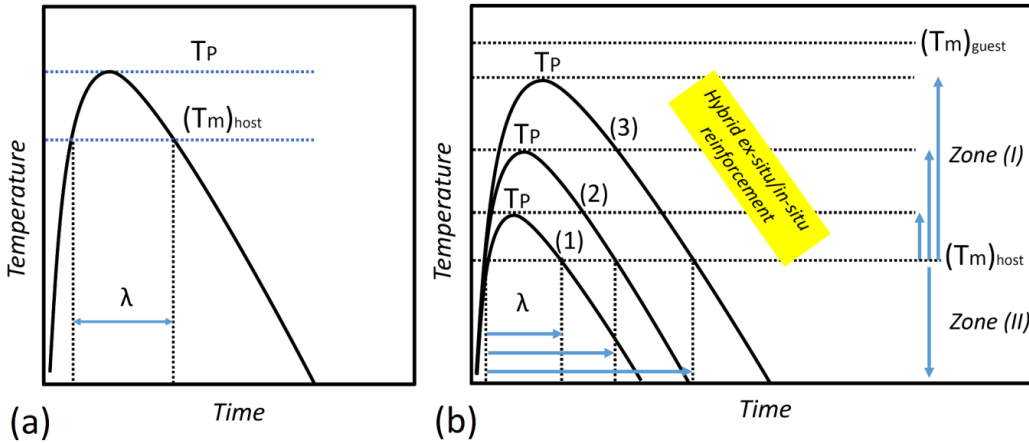 Tₚ
(Tm)host
Temperature
λ
Time
(a)
(Tm)guest
Tₚ
(3)
Hybrid ex-situ/in-situ
reinforcement
Zone (I)
Tₚ
(2)
Tₚ
(1)
(Tm)host
Temperature
λ
Zone (II)
Time
(b)